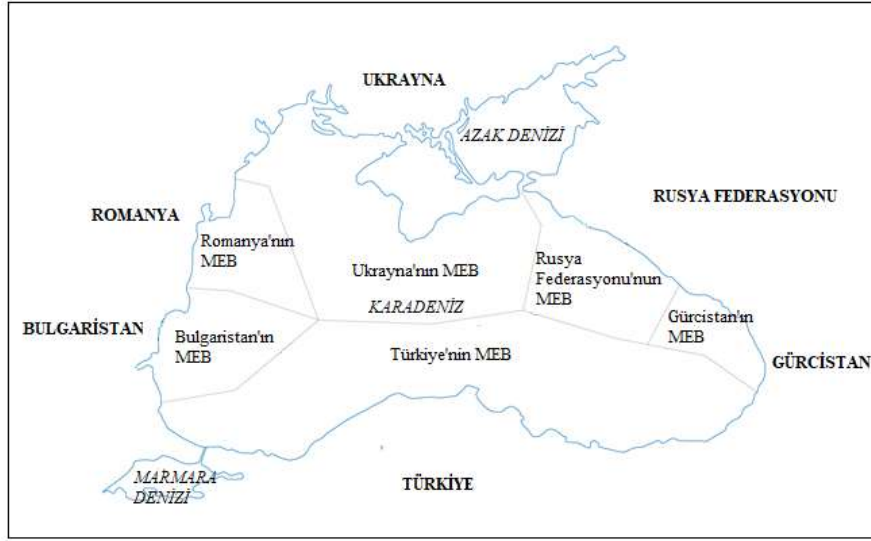 UKRAYNA
AZAK DENİZİ
RUSYA FEDERASYONU
ROMANYA
Romanya'nın
MEB
Ukrayna'nın MEB
Rusya
Federasyonu'nun
MEB
KARADENİZ
Gürcistan'ın
MEB
BULGARİSTAN
Bulgaristan'ın
MEB
Türkiye'nin MEB
GÜRCİSTAN
MARMARA
DENİZİ
TÜRKİYE